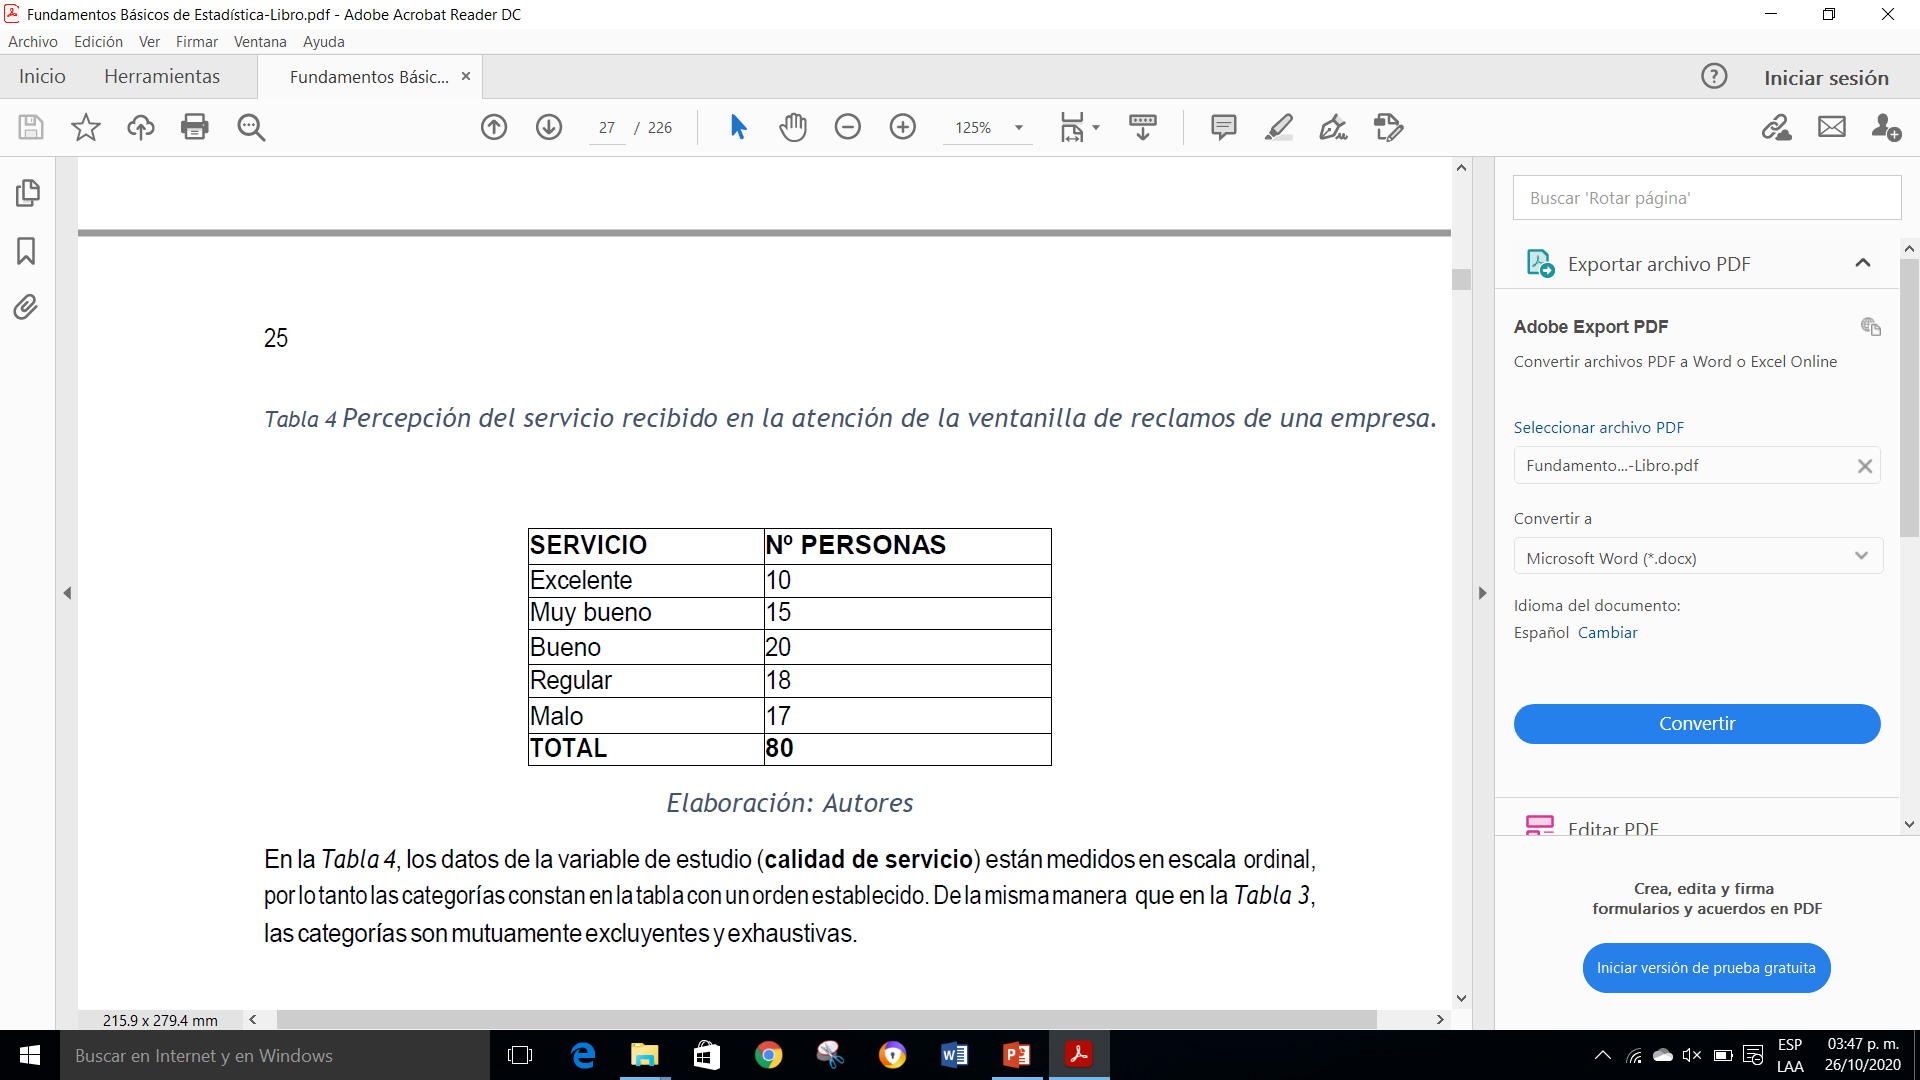 Fundamentos Básicos de Estadística-Libro.pdf - Adobe Acrobat Reader DC
Archivo Edición Ver Firmar Ventana Ayuda
Inicio Herramientas Fundamentos Básic... × Iniciar sesión
27 / 226 125%
Buscar 'Rotar página'
Exportar archivo PDF
Adobe Export PDF
Convertir archivos PDF a Word o Excel Online
Seleccionar archivo PDF
Fundamento...-Libro.pdf
Convertir a
Microsoft Word (*.docx)
Idioma del documento:
Español Cambiar
Convertir
Editar PDF
Crea, edita y firma
formularios y acuerdos en PDF
Iniciar versión de prueba gratuita
25
Tabla 4 Percepción del servicio recibido en la atención de la ventanilla de reclamos de una empresa.
SERVICIO Nº PERSONAS
Excelente 10
Muy bueno 15
Bueno 20
Regular 18
Malo 17
TOTAL 80
Elaboración: Autores
En la Tabla 4, los datos de la variable de estudio (calidad de servicio) están medidos en escala ordinal,
por lo tanto las categorías constan en la tabla con un orden establecido. De la misma manera que en la Tabla 3,
las categorías son mutuamente excluyentes y exhaustivas.
215.9 x 279.4 mm
Buscar en Internet y en Windows
ESP
LAA
03:47 p. m.
26/10/2020